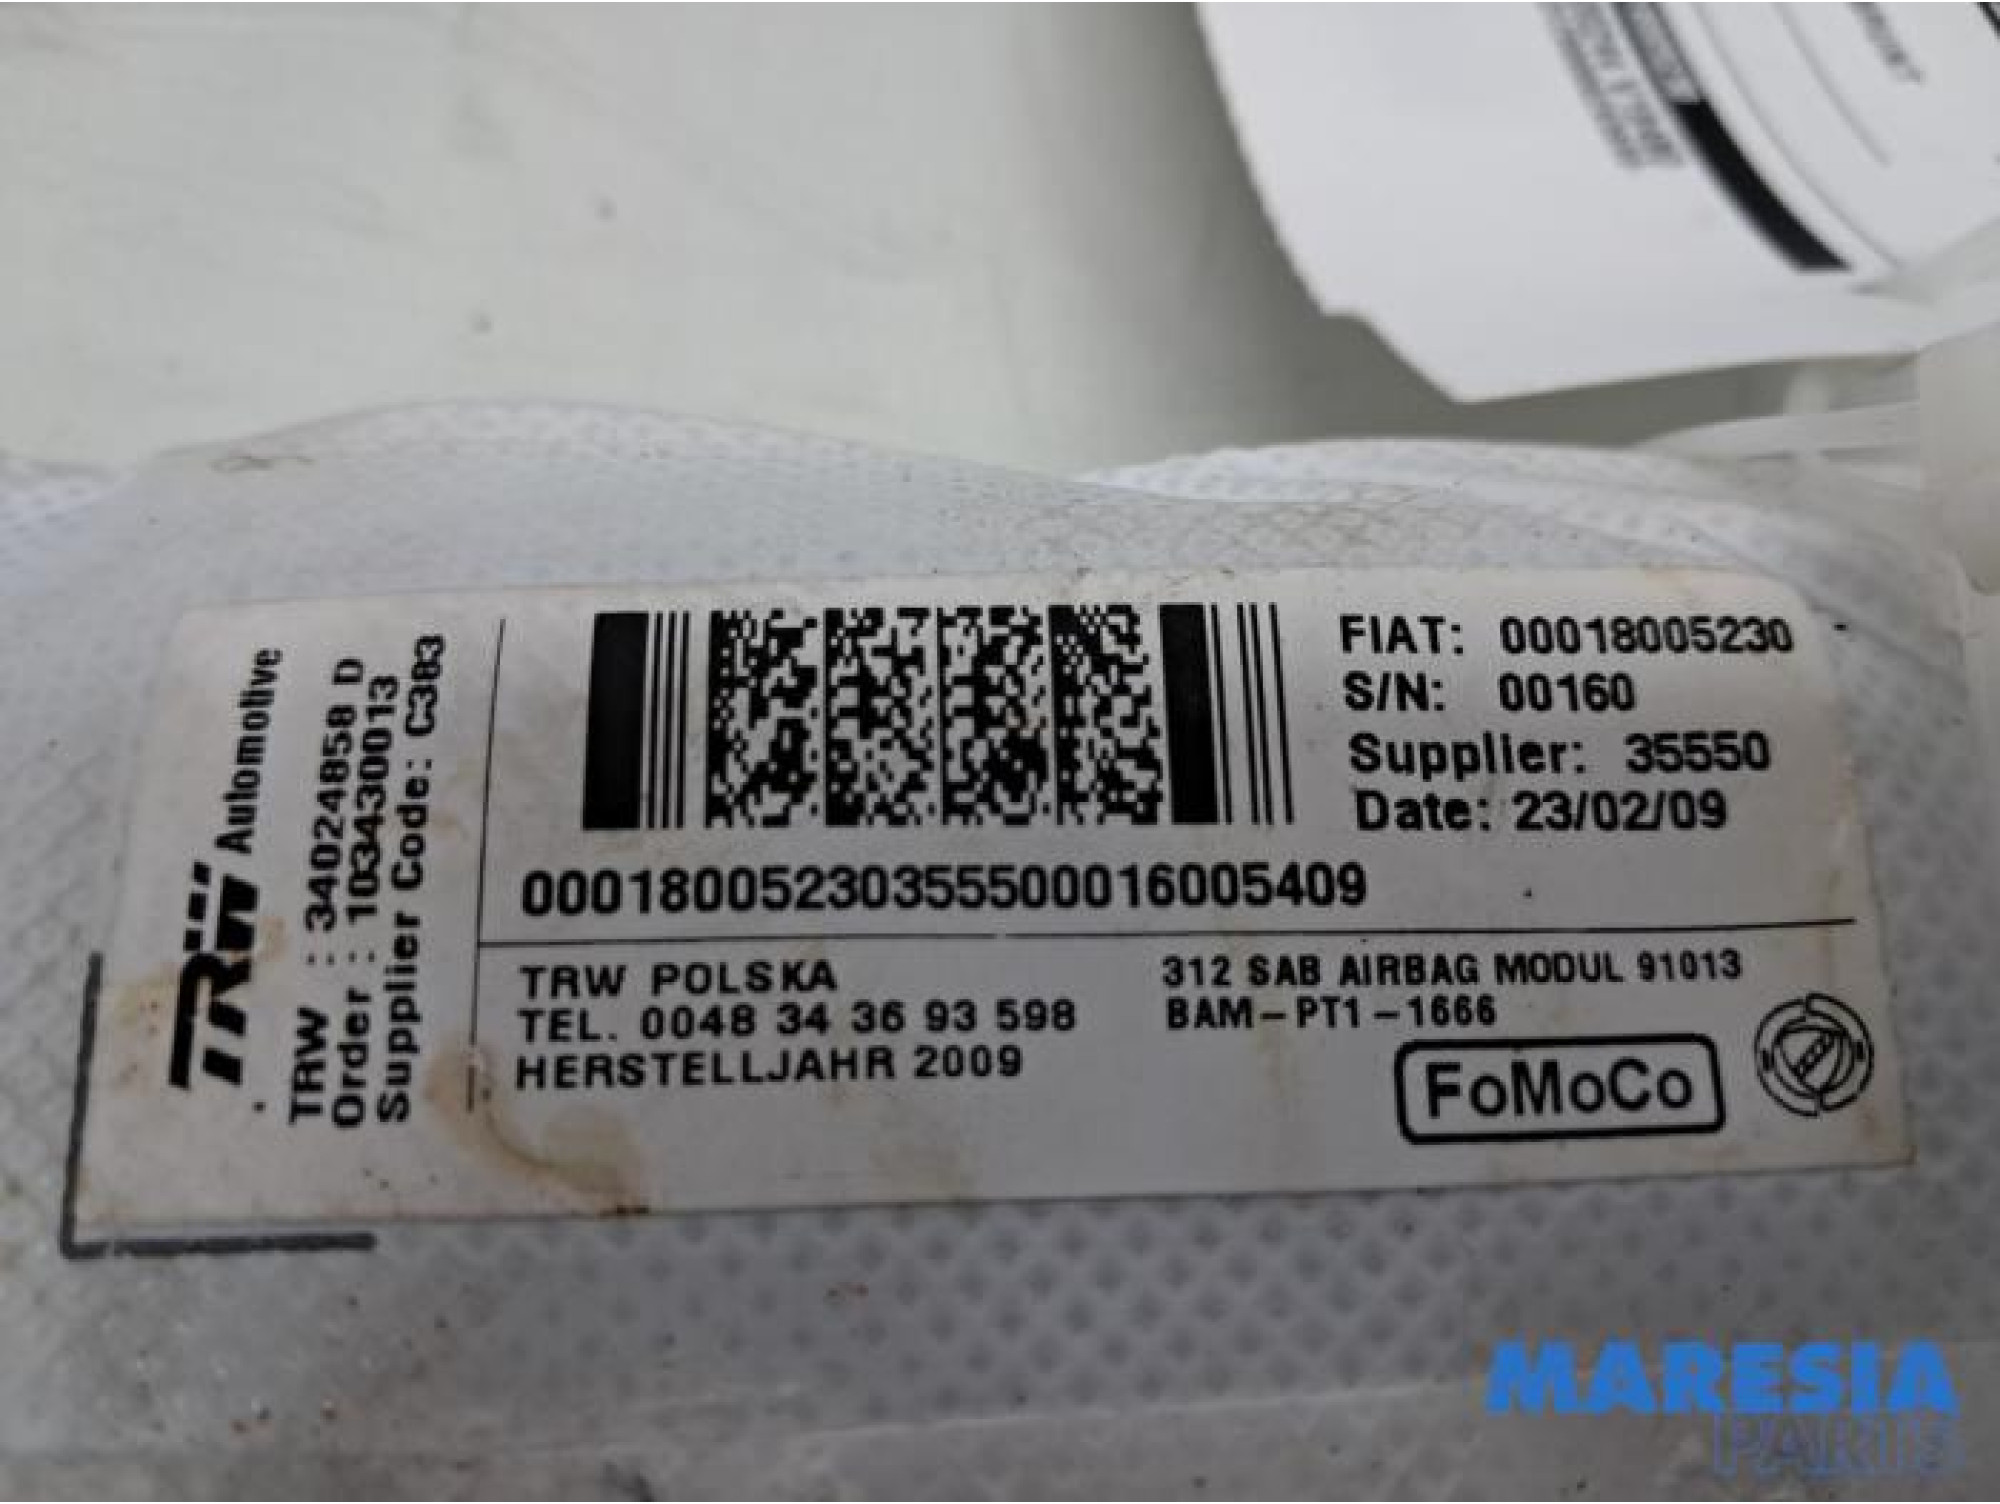 TRW Automotive
TRW : 34024858 D
Order : 1034300013
Supplier Code: C383
FIAT: 00018005230
S/N: 00160
Supplier: 35550
Date: 23/02/09
00018005230355500016005409
TRW POLSKA
TEL. 0048 34 36 93 598
HERSTELLJAHR 2009
312 SAB AIRBAG MODUL 91013
BAM-PT1-1666
FoMoCo
MARESIA
PARTS